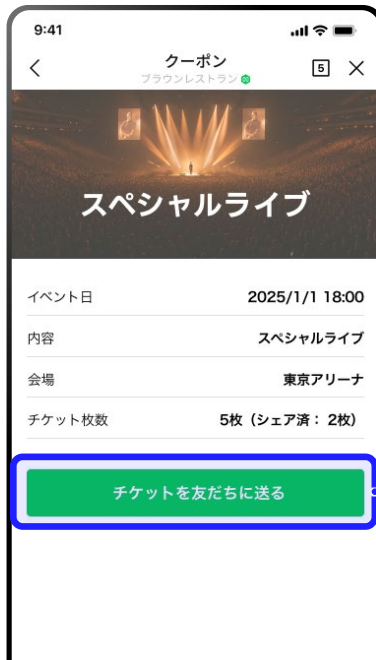 9:41
クーポン
5
ブラウンレストラン
スペシャルライブ
イベント日 2025/1/1 18:00
内容 スペシャルライブ
会場 東京アリーナ
チケット枚数 5枚（シェア済： 2枚）
チケットを友だちに送る